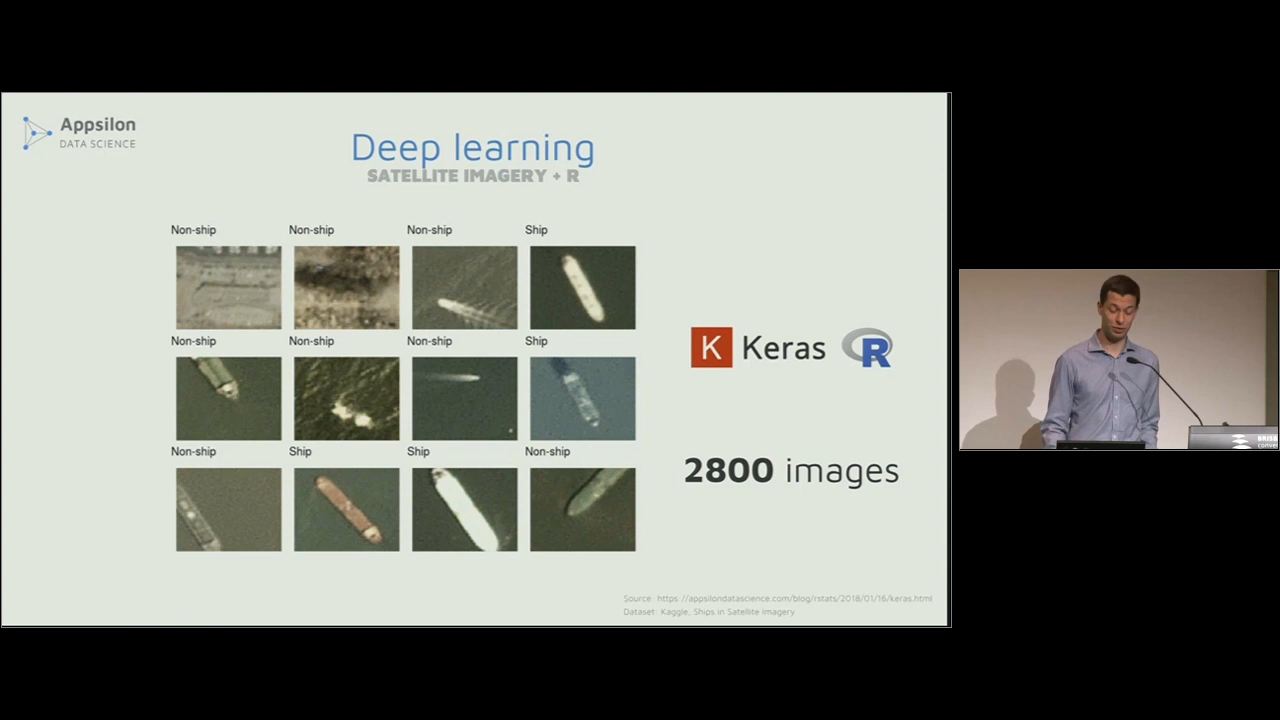 Appsilon
DATA SCIENCE
Deep learning
SATELLITE IMAGERY + R
Non-ship Non-ship Non-ship Ship
Non-ship Non-ship Non-ship Ship
Non-ship Ship Ship Non-ship
K Keras R
2800 images
Source: https://appsilondatascience.com/blog/rstats/2018/01/16/keras.html
Dataset: Kaggle, Ships in Satellite Imagery